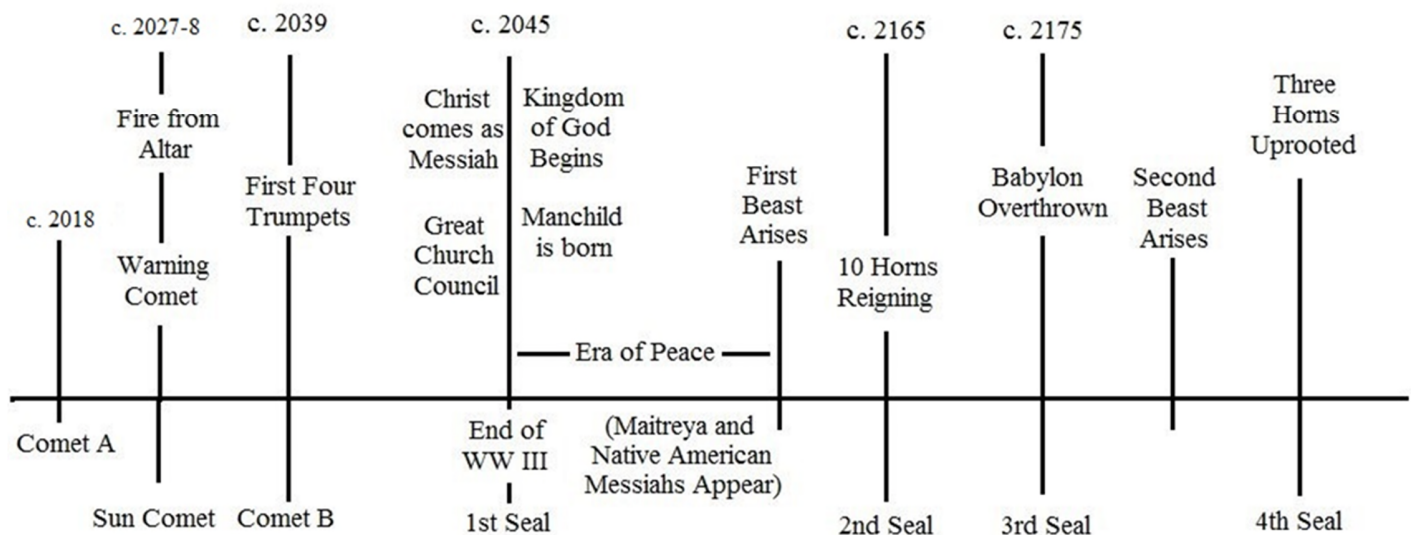 c. 2018
Comet A
c. 2027-8
Fire from
Altar
Warning
Comet
Sun Comet
c. 2039
First Four
Trumpets
Comet B
c. 2045
Christ
comes as
Messiah
Great
Church
Council
Kingdom
of God
Begins
Manchild
is born
Era of Peace
End of
WW III
1st Seal
(Maitreya and
Native American
Messiahs Appear)
First
Beast
Arises
c. 2165
10 Horns
Reigning
2nd Seal
c. 2175
Babylon
Overthrown
3rd Seal
Second
Beast
Arises
Three
Horns
Uprooted
4th Seal